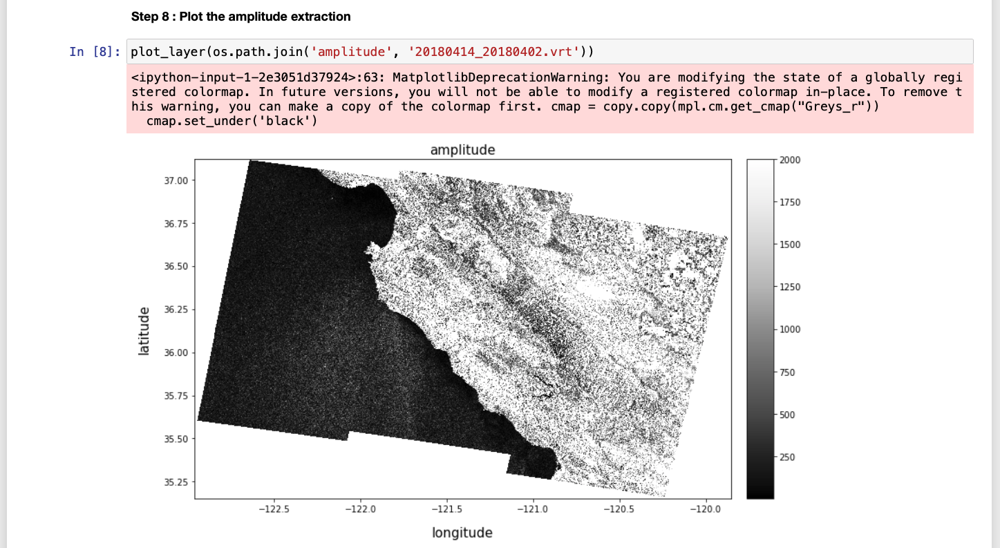 Step 8 : Plot the amplitude extraction
In [8]: plot_layer(os.path.join('amplitude', '20180414_20180402.vrt'))
<ipython-input-1-2e3051d37924>:63: MatplotlibDeprecationWarning: You are modifying the state of a globally regi
stered colormap. In future versions, you will not be able to modify a registered colormap in-place. To remove t
his warning, you can make a copy of the colormap first. cmap = copy.copy(mpl.cm.get_cmap("Greys_r"))
  cmap.set_under('black')
amplitude
37.00
36.75
36.50
36.25
36.00
35.75
35.50
35.25
latitude
−122.5 −122.0 −121.5 −121.0 −120.5 −120.0
longitude
2000
1750
1500
1250
1000
750
500
250